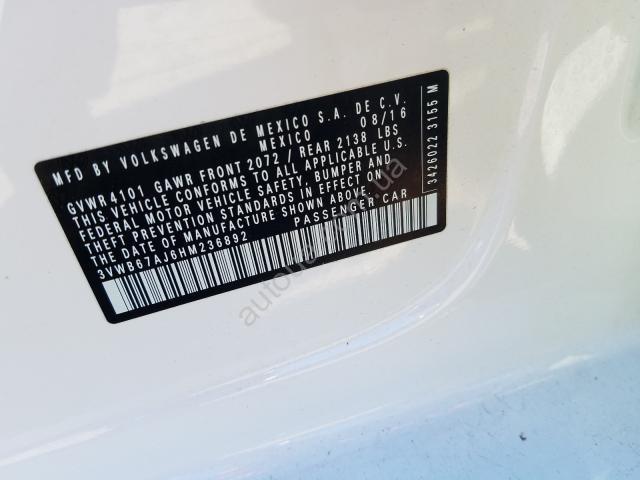 MFD BY VOLKSWAGEN DE MEXICO S.A. DE C.V.
MEXICO 08/16
GVWR 4101 GAWR FRONT 2072 / REAR 2138 LBS
THIS VEHICLE CONFORMS TO ALL APPLICABLE U.S.
FEDERAL MOTOR VEHICLE SAFETY, BUMPER AND
THEFT PREVENTION STANDARDS IN EFFECT ON
THE DATE OF MANUFACTURE SHOWN ABOVE.
3VWB67AJ6HM236892 PASSENGER CAR
3426022 3155 M